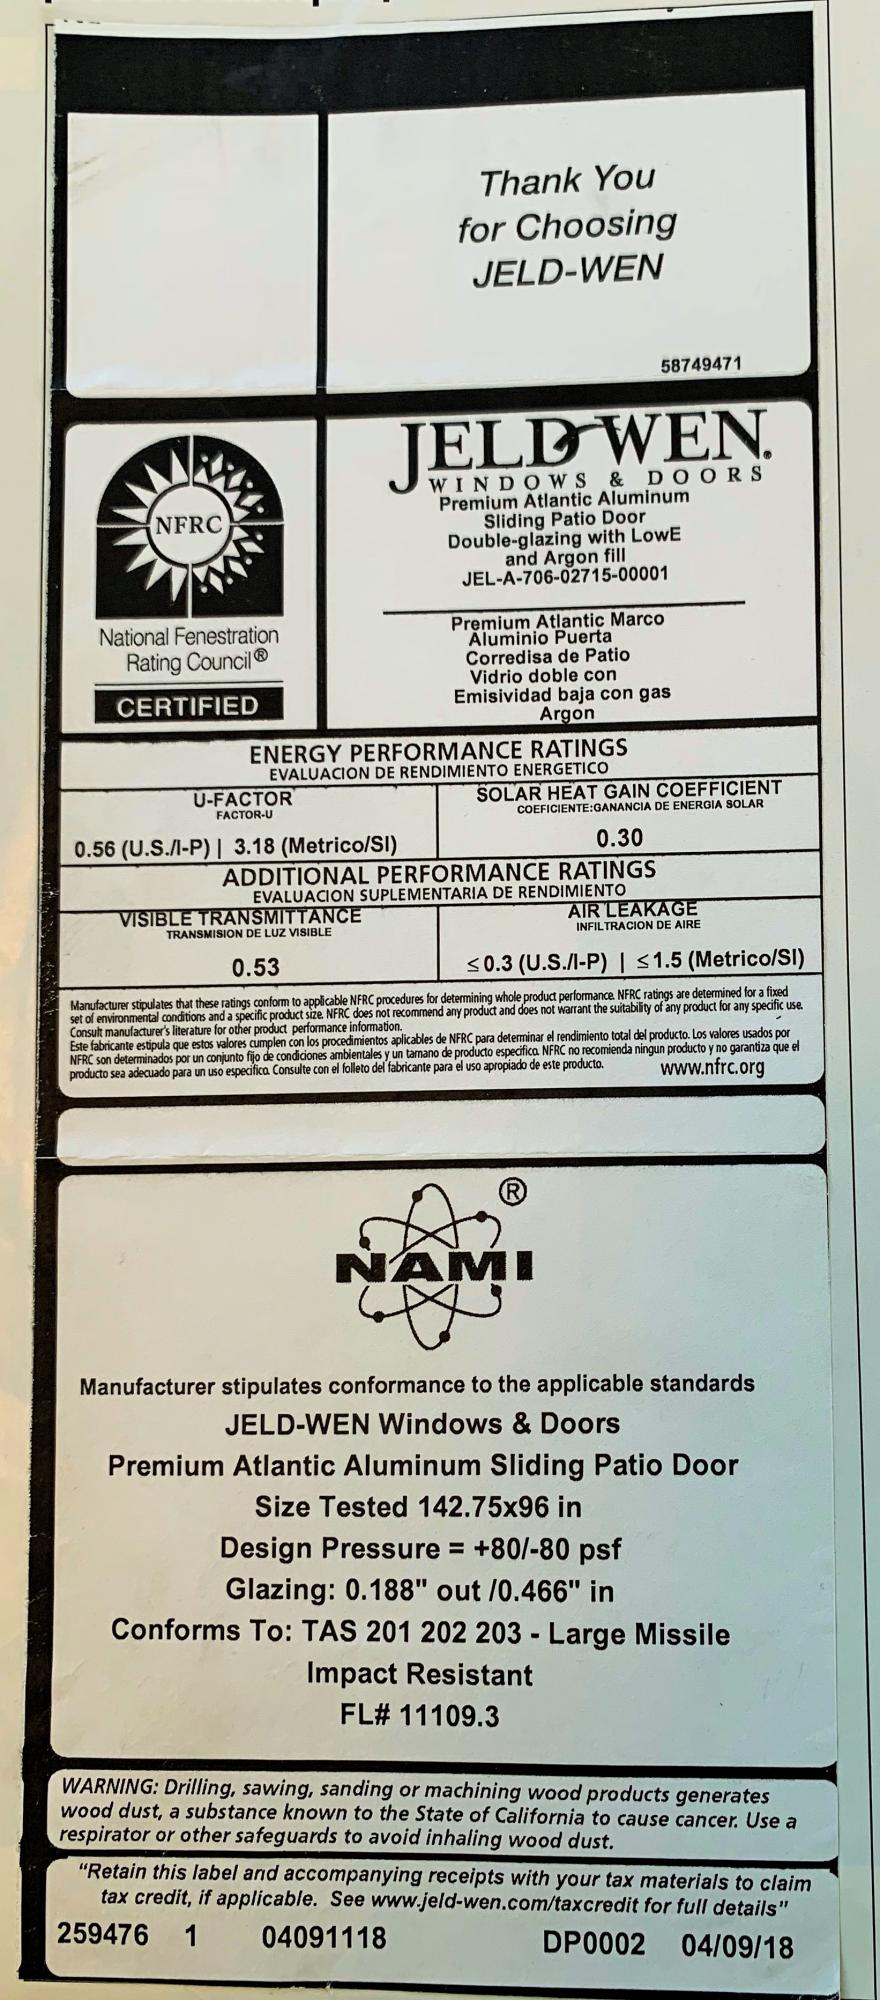 Thank You
for Choosing
JELD-WEN
58749471
NFRC
National Fenestration
Rating Council®
CERTIFIED
JELD-WEN®
WINDOWS & DOORS
Premium Atlantic Aluminum
Sliding Patio Door
Double-glazing with LowE
and Argon fill
JEL-A-706-02715-00001
Premium Atlantic Marco
Aluminio Puerta
Corredisa de Patio
Vidrio doble con
Emisividad baja con gas
Argon
ENERGY PERFORMANCE RATINGS
EVALUACION DE RENDIMIENTO ENERGETICO
U-FACTOR
FACTOR-U
0.56 (U.S./I-P) | 3.18 (Metrico/SI)
SOLAR HEAT GAIN COEFFICIENT
COEFICIENTE:GANANCIA DE ENERGIA SOLAR
0.30
ADDITIONAL PERFORMANCE RATINGS
EVALUACION SUPLEMENTARIA DE RENDIMIENTO
VISIBLE TRANSMITTANCE
TRANSMISION DE LUZ VISIBLE
0.53
AIR LEAKAGE
INFILTRACION DE AIRE
≤0.3 (U.S./I-P) | ≤1.5 (Metrico/SI)
Manufacturer stipulates that these ratings conform to applicable NFRC procedures for determining whole product performance. NFRC ratings are determined for a fixed
set of environmental conditions and a specific product size. NFRC does not recommend any product and does not warrant the suitability of any product for any specific use.
Consult manufacturer's literature for other product performance information.
Este fabricante estipula que estos valores cumplen con los procedimientos aplicables de NFRC para determinar el rendimiento total del producto. Los valores usados por
NFRC son determinados por un conjunto fijo de condiciones ambientales y un tamano de producto especifico. NFRC no recomienda ningun producto y no garantiza que el
producto sea adecuado para un uso especifico. Consulte con el folleto del fabricante para el uso apropiado de este producto.
www.nfrc.org
®
NAMI
Manufacturer stipulates conformance to the applicable standards
JELD-WEN Windows & Doors
Premium Atlantic Aluminum Sliding Patio Door
Size Tested 142.75x96 in
Design Pressure = +80/-80 psf
Glazing: 0.188" out /0.466" in
Conforms To: TAS 201 202 203 - Large Missile
Impact Resistant
FL# 11109.3
WARNING: Drilling, sawing, sanding or machining wood products generates
wood dust, a substance known to the State of California to cause cancer. Use a
respirator or other safeguards to avoid inhaling wood dust.
"Retain this label and accompanying receipts with your tax materials to claim
tax credit, if applicable. See www.jeld-wen.com/taxcredit for full details"
259476 1 04091118 DP0002 04/09/18